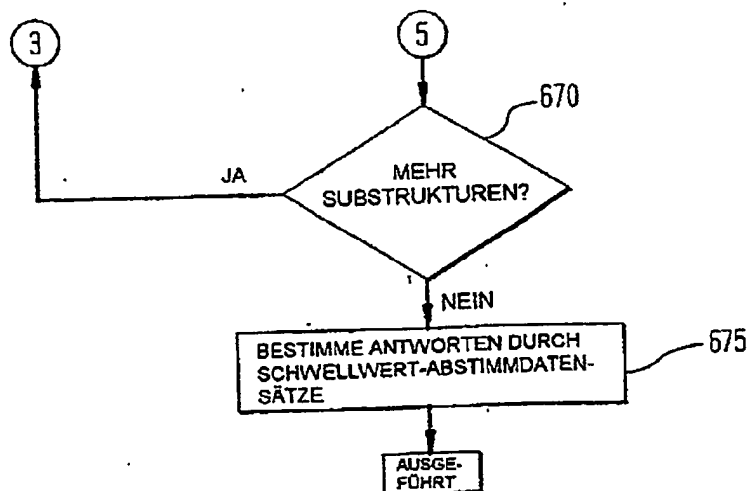 3
5
670
JA
MEHR
SUBSTRUKTUREN?
NEIN
BESTIMME ANTWORTEN DURCH
SCHWELLWERT-ABSTIMMDATEN-
SÄTZE
675
AUSGE-
FÜHRT